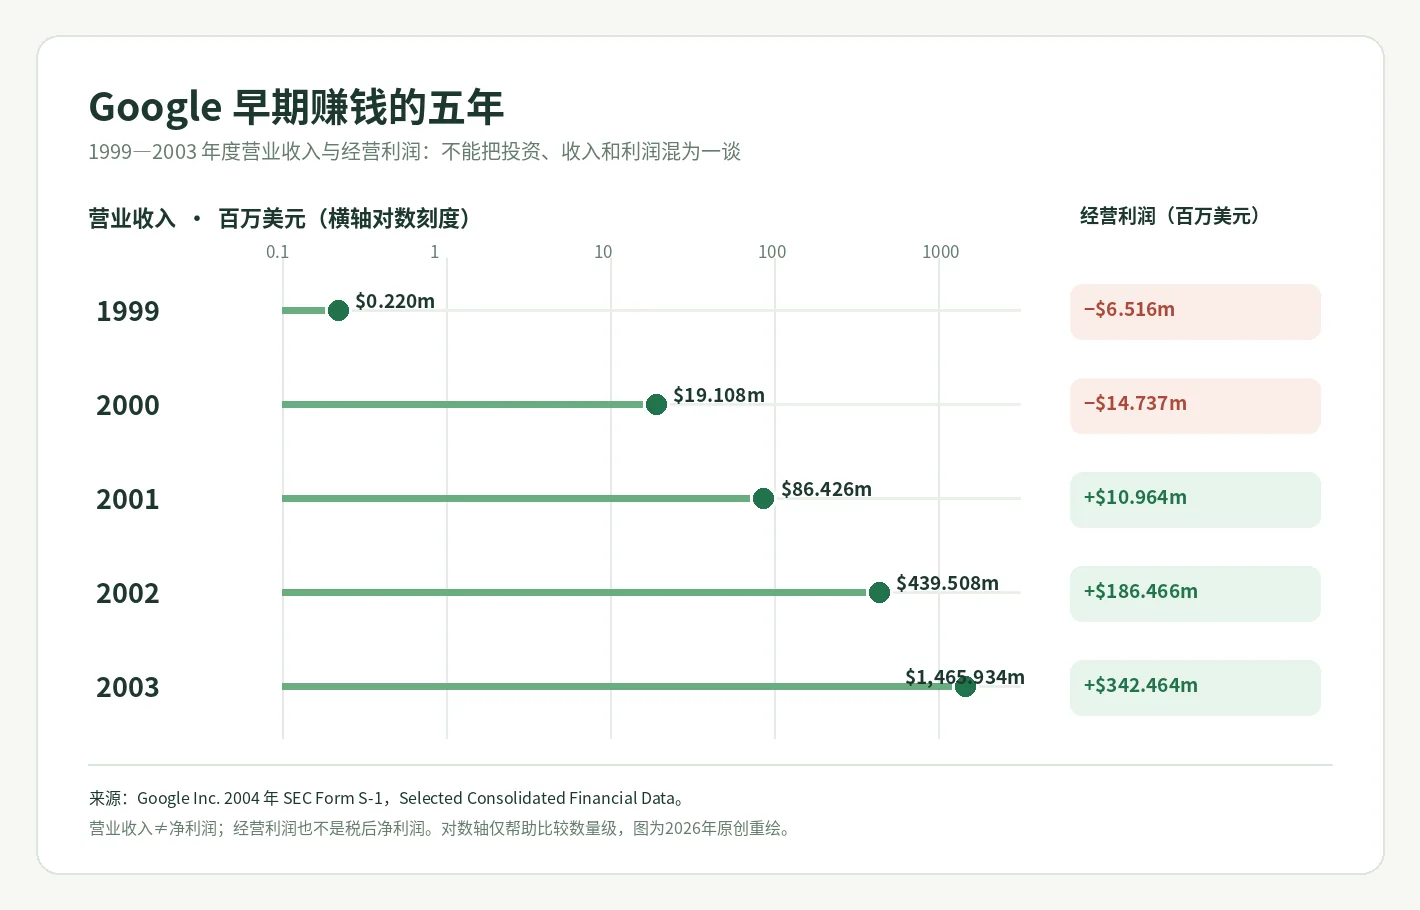 Google 早期赚钱的五年
1999—2003 年度营业收入与经营利润：不能把投资、收入和利润混为一谈
营业收入 · 百万美元（横轴对数刻度）
经营利润（百万美元）
0.1 1 10 100 1000
1999 $0.220m −$6.516m
2000 $19.108m −$14.737m
2001 $86.426m +$10.964m
2002 $439.508m +$186.466m
2003 $1,465.934m +$342.464m
来源：Google Inc. 2004 年 SEC Form S-1，Selected Consolidated Financial Data。
营业收入≠净利润；经营利润也不是税后净利润。对数轴仅帮助比较数量级，图为2026年原创重绘。